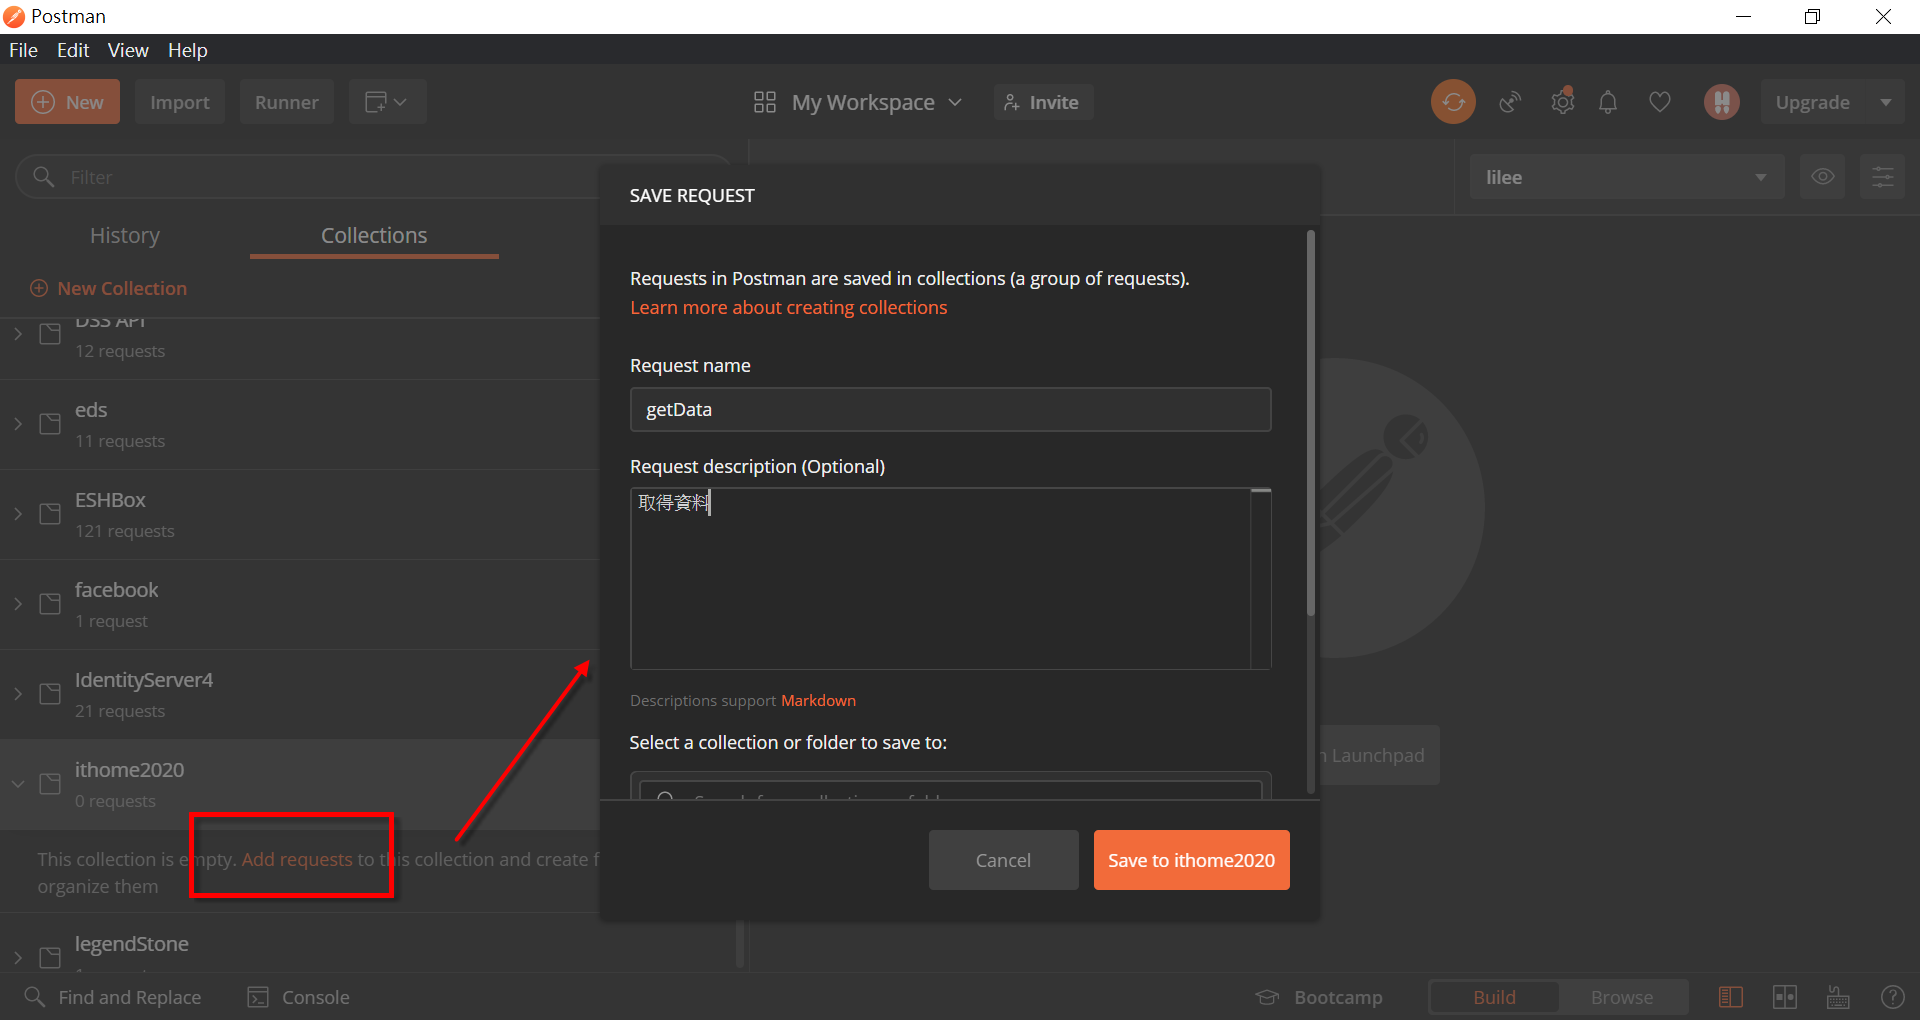 Postman
File Edit View Help
New Import Runner
My Workspace
Invite
Upgrade
Filter
lilee
History Collections
New Collection
DSS API
12 requests
eds
11 requests
ESHBox
121 requests
facebook
1 request
IdentityServer4
21 requests
ithome2020
0 requests
This collection is empty. Add requests to this collection and create f
organize them
legendStone
SAVE REQUEST
Requests in Postman are saved in collections (a group of requests).
Learn more about creating collections
Request name
getData
Request description (Optional)
取得資料
Descriptions support Markdown
Select a collection or folder to save to:
Cancel Save to ithome2020
n Launchpad
Find and Replace Console
Bootcamp Build Browse